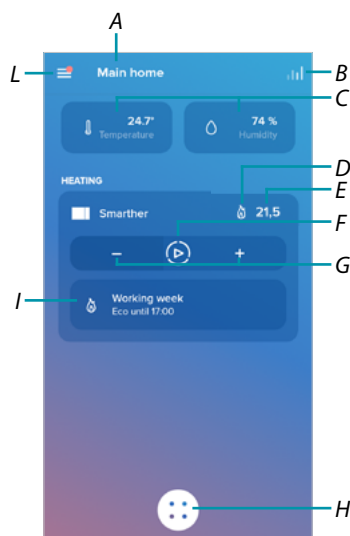 A
L
Main home
B
C
24.7°
Temperature
74 %
Humidity
D
E
HEATING
Smarther
21,5
F
– +
G
I
Working week
Eco until 17:00
H